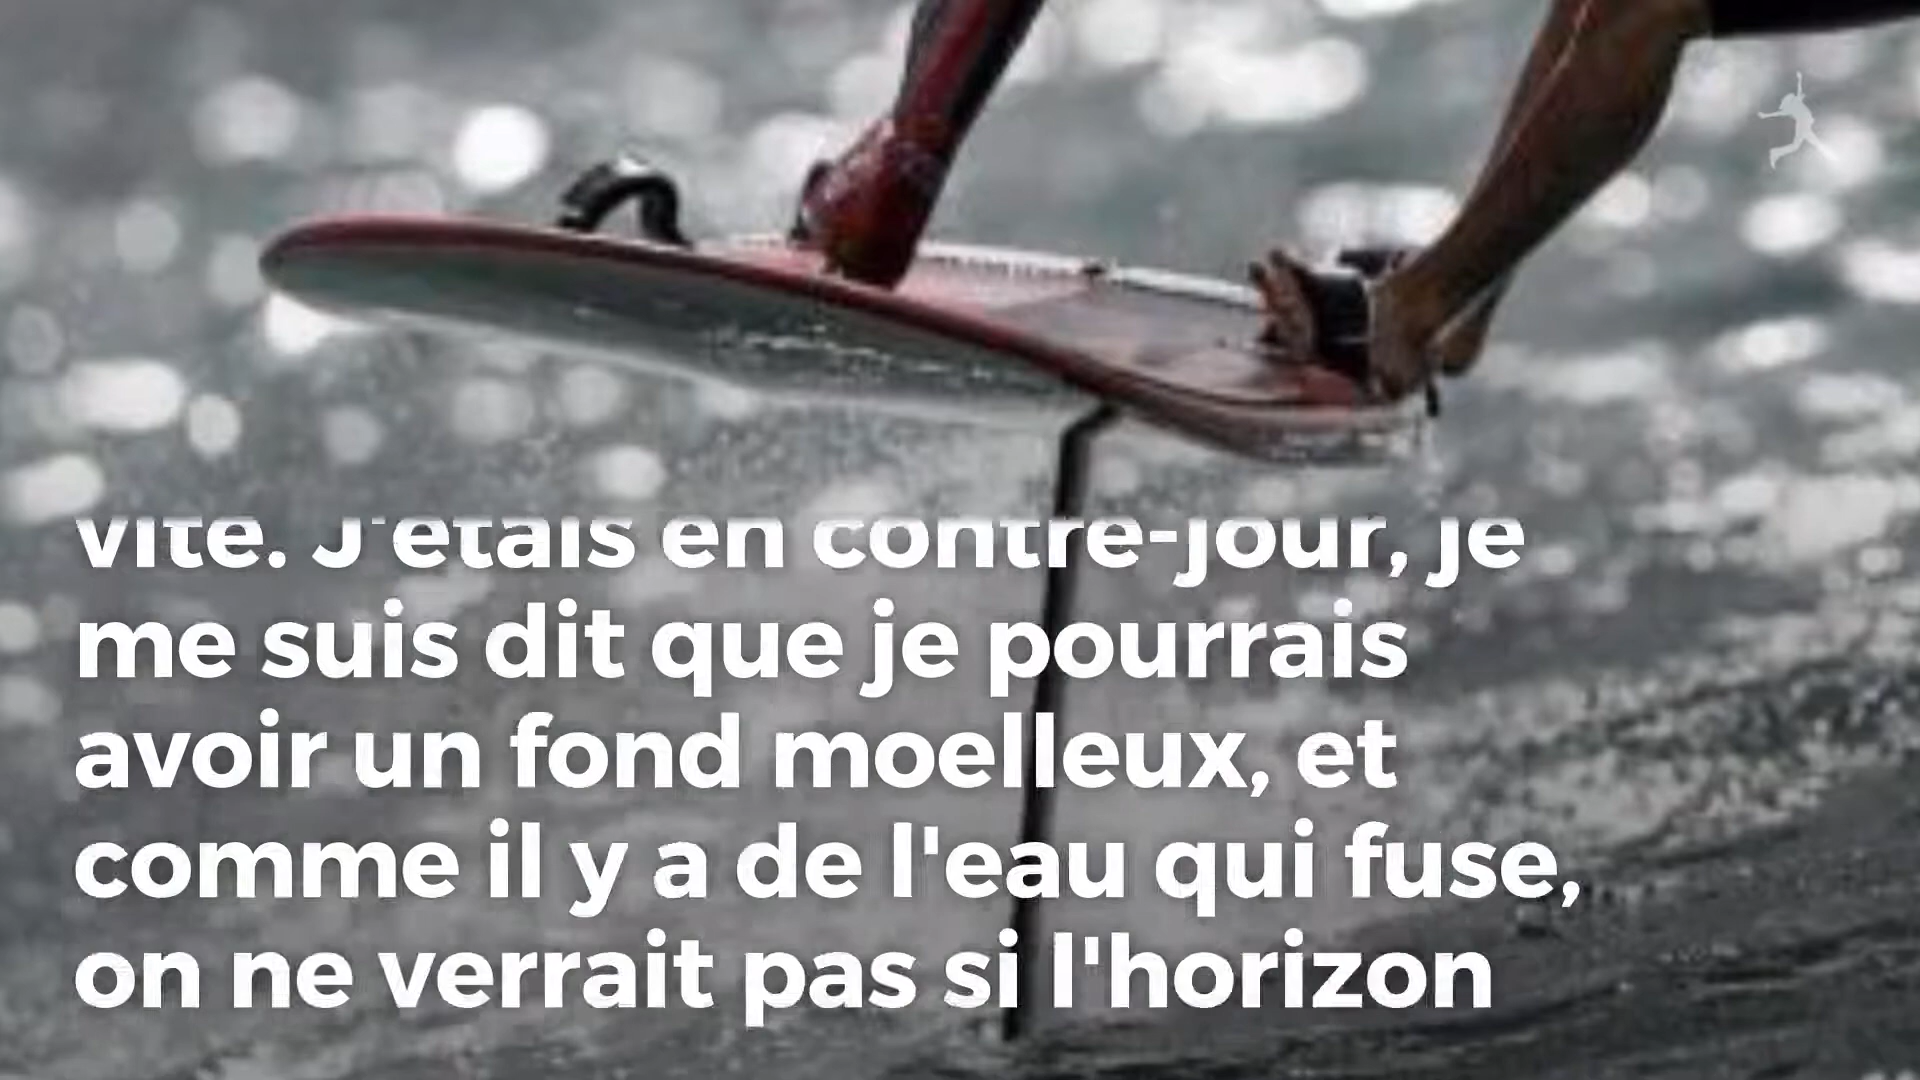 vite. J'étais en contre-jour, je
me suis dit que je pourrais
avoir un fond moelleux, et
comme il y a de l'eau qui fuse,
on ne verrait pas si l'horizon